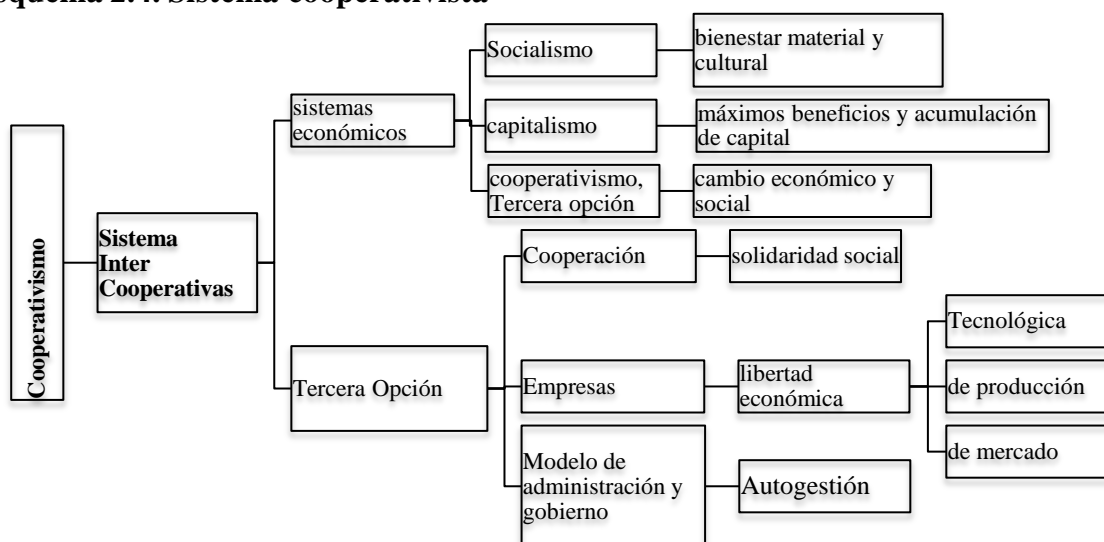 squema 2.4. Sistema cooperativista
Socialismo
bienestar material y
cultural
sistemas
económicos
capitalismo
máximos beneficios y acumulación
de capital
cooperativismo,
Tercera opción
cambio económico y
social
Cooperativismo
Sistema
Inter
Cooperativas
Cooperación
solidaridad social
Tercera Opción
Empresas
libertad
económica
Tecnológica
de producción
de mercado
Modelo de
administración y
gobierno
Autogestión